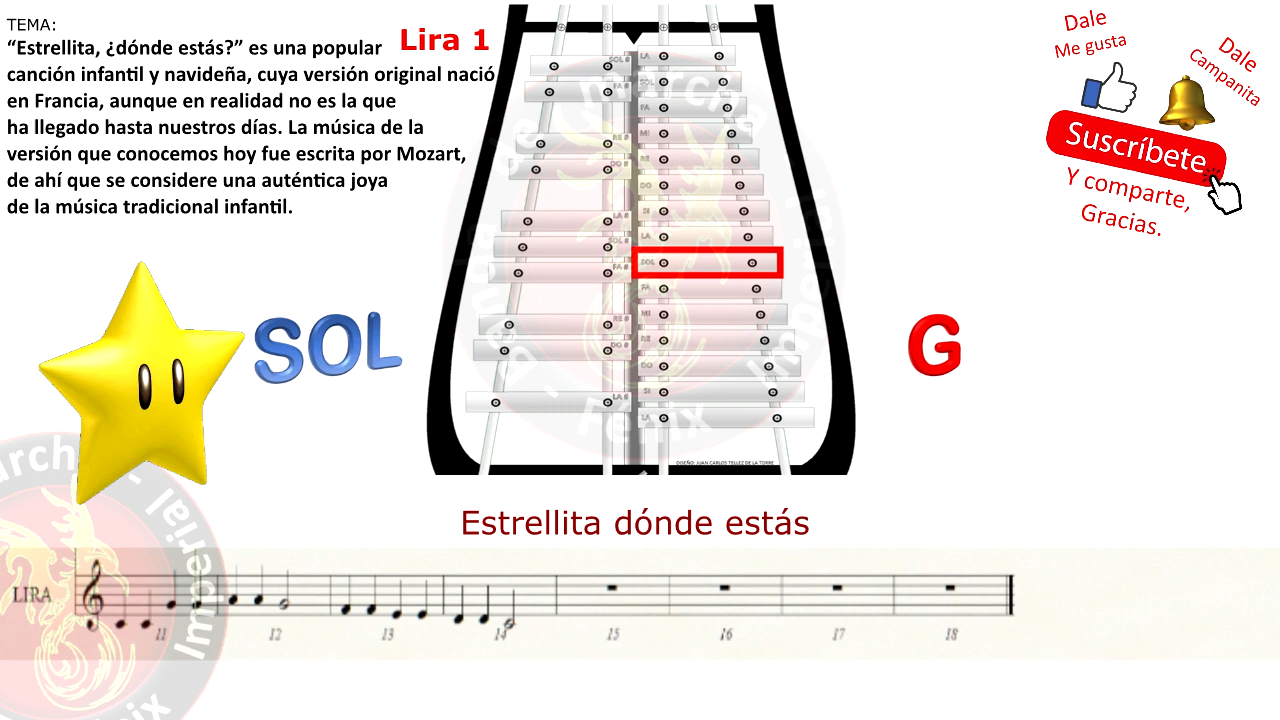 TEMA:
“Estrellita, ¿dónde estás?” es una popular
canción infantil y navideña, cuya versión original nació
en Francia, aunque en realidad no es la que
ha llegado hasta nuestros días. La música de la
versión que conocemos hoy fue escrita por Mozart,
de ahí que se considere una auténtica joya
de la música tradicional infantil.
Lira 1
SOL #
FA #
RE #
DO #
LA #
SOL #
FA #
RE #
DO #
LA #
LA
SOL
FA
MI
RE
DO
SI
LA
SOL
FA
MI
RE
DO
SI
LA
DISEÑO: JUAN CARLOS TELLEZ DE LA TORRE
Dale
Me gusta
Dale
Campanita
Suscríbete
Y comparte,
Gracias.
SOL
G
Estrellita dónde estás
LIRA
11 12 13 14 15 16 17 18